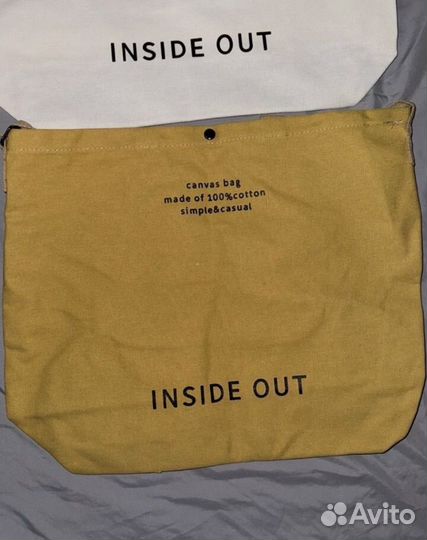 INSIDE OUT
canvas bag
made of 100%cotton
simple&casual
INSIDE OUT
Avito